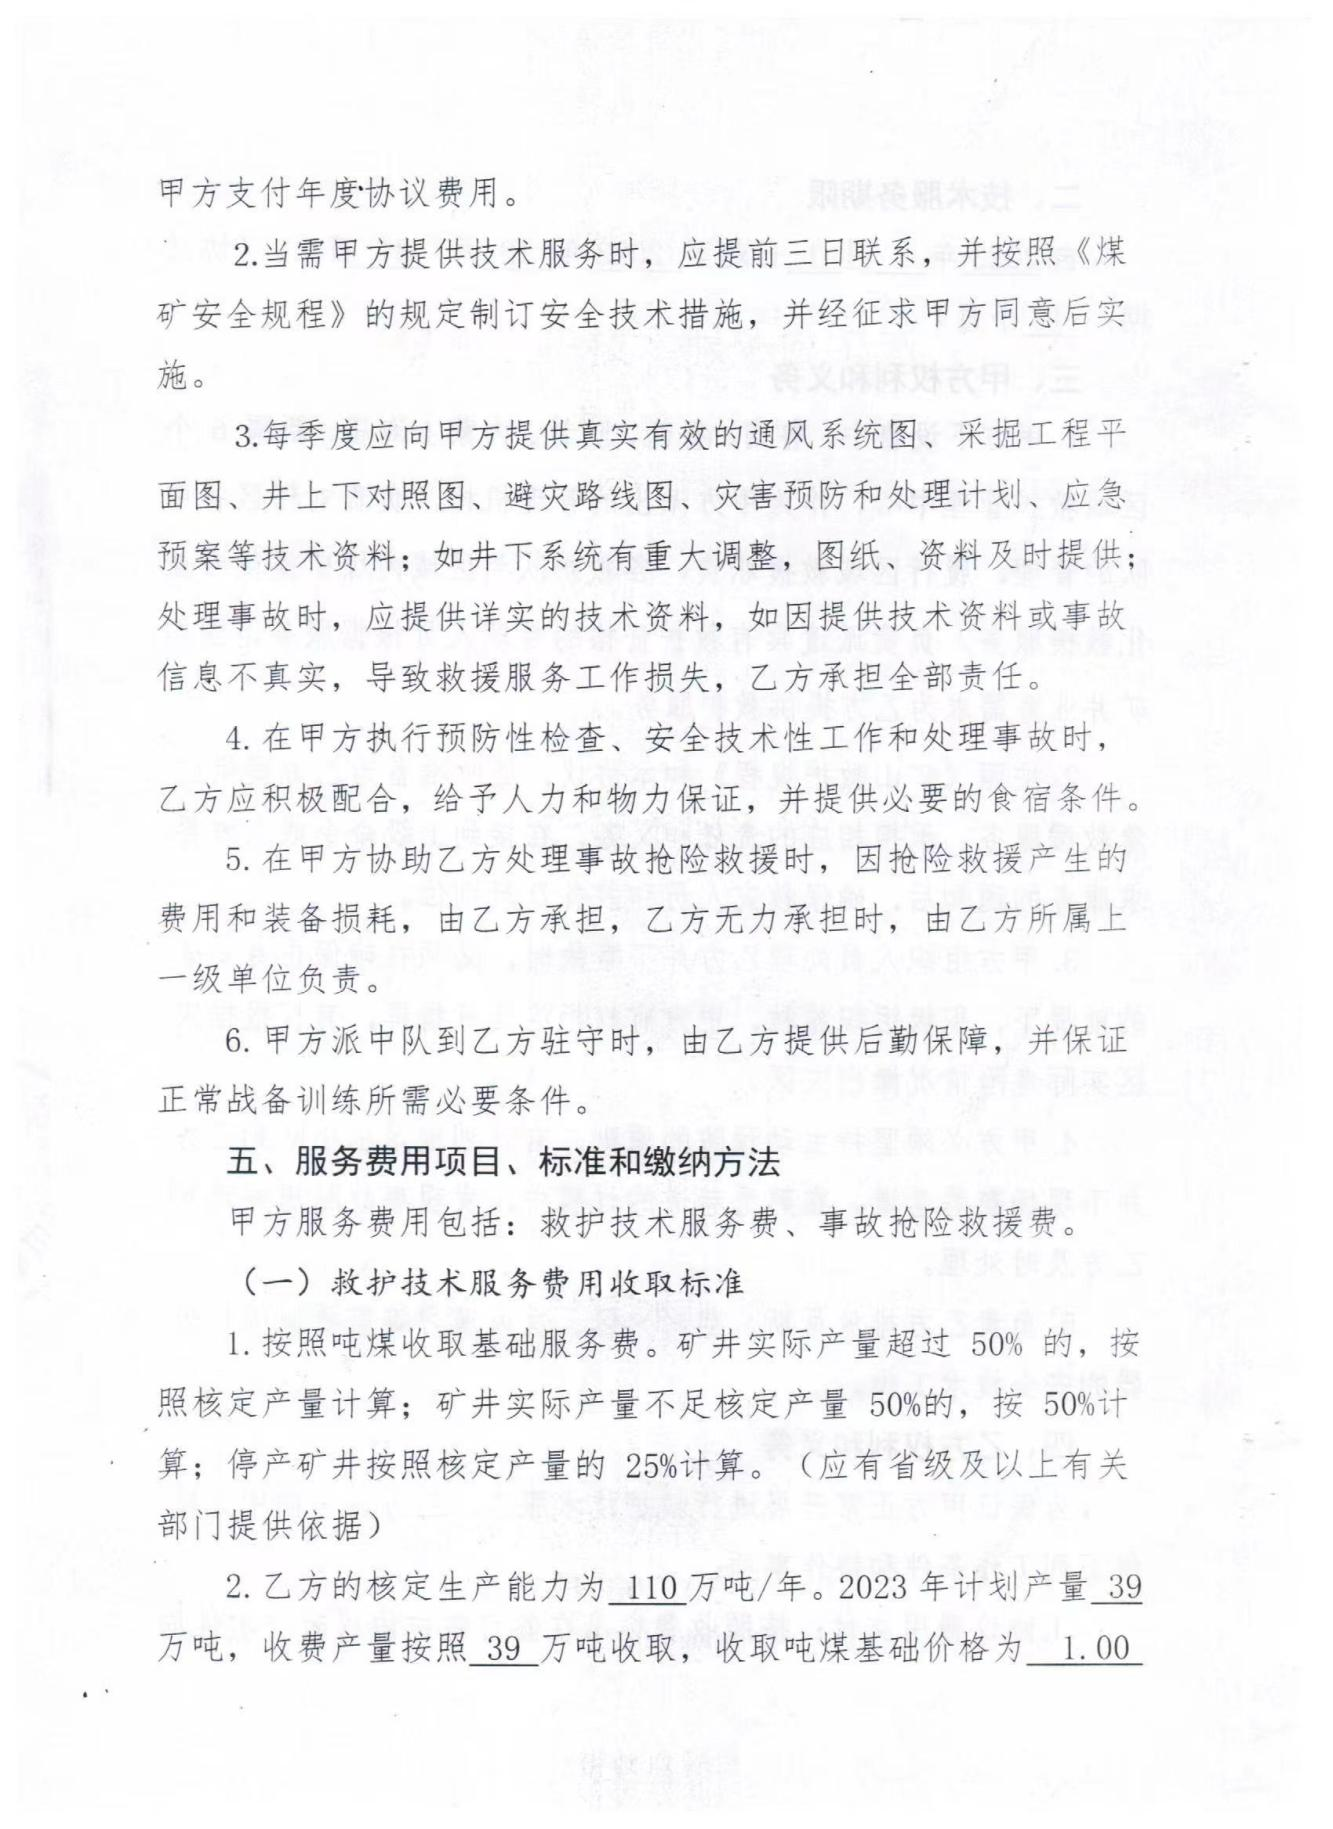 甲方支付年度协议费用。
2.当需甲方提供技术服务时，应提前三日联系，并按照《煤
矿安全规程》的规定制订安全技术措施，并经征求甲方同意后实
施。
3.每季度应向甲方提供真实有效的通风系统图、采掘工程平
面图、井上下对照图、避灾路线图、灾害预防和处理计划、应急
预案等技术资料；如井下系统有重大调整，图纸、资料及时提供；
处理事故时，应提供详实的技术资料，如因提供技术资料或事故
信息不真实，导致救援服务工作损失，乙方承担全部责任。
4.在甲方执行预防性检查、安全技术性工作和处理事故时，
乙方应积极配合，给予人力和物力保证，并提供必要的食宿条件。
5.在甲方协助乙方处理事故抢险救援时，因抢险救援产生的
费用和装备损耗，由乙方承担，乙方无力承担时，由乙方所属上
一级单位负责。
6.甲方派中队到乙方驻守时，由乙方提供后勤保障，并保证
正常战备训练所需必要条件。
五、服务费用项目、标准和缴纳方法
甲方服务费用包括：救护技术服务费、事故抢险救援费。
（一）救护技术服务费用收取标准
1.按照吨煤收取基础服务费。矿井实际产量超过 50% 的，按
照核定产量计算；矿井实际产量不足核定产量 50%的，按 50%计
算；停产矿井按照核定产量的 25%计算。（应有省级及以上有关
部门提供依据）
2.乙方的核定生产能力为 110 万吨/年。2023 年计划产量 39
万吨，收费产量按照 39 万吨收取，收取吨煤基础价格为 1.00